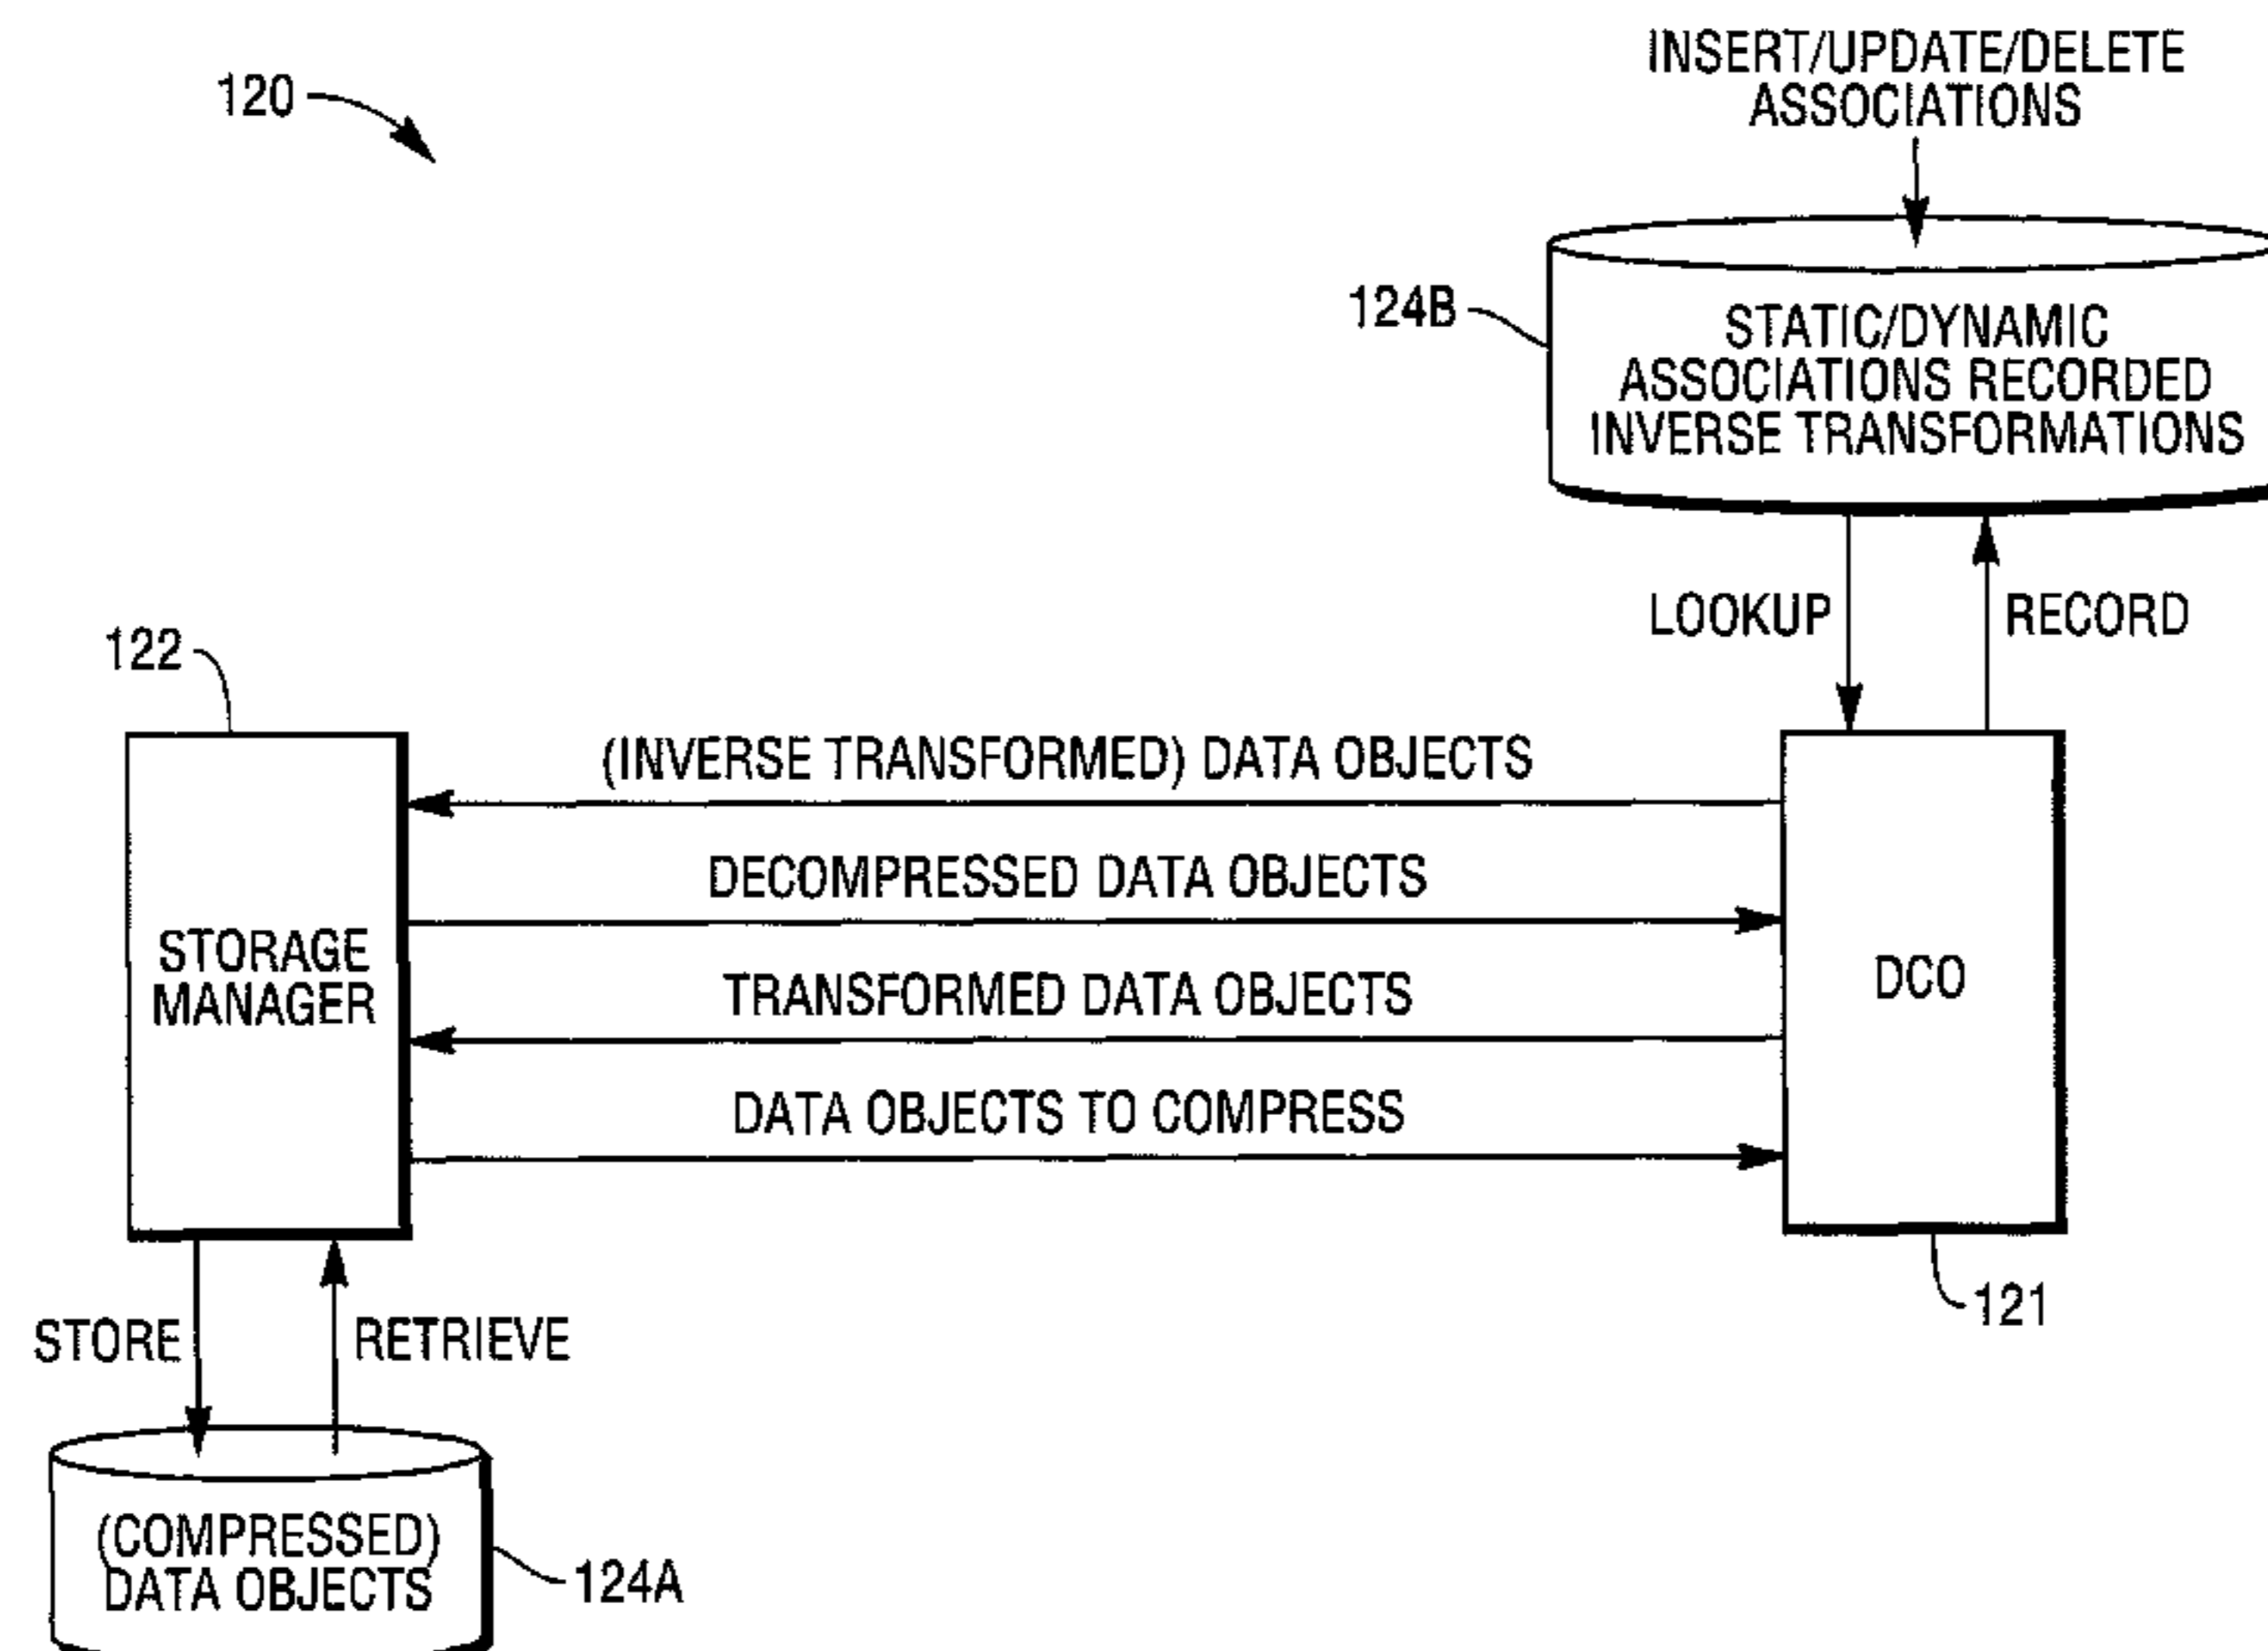 120
INSERT/UPDATE/DELETE
ASSOCIATIONS
124B
STATIC/DYNAMIC
ASSOCIATIONS RECORDED
INVERSE TRANSFORMATIONS
LOOKUP
RECORD
122
(INVERSE TRANSFORMED) DATA OBJECTS
DECOMPRESSED DATA OBJECTS
STORAGE
MANAGER
TRANSFORMED DATA OBJECTS
DCO
DATA OBJECTS TO COMPRESS
121
STORE
RETRIEVE
(COMPRESSED)
DATA OBJECTS
124A